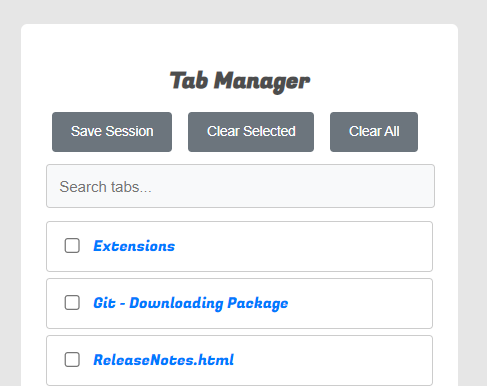 Tab Manager
Save Session Clear Selected Clear All
Search tabs...
Extensions
Git - Downloading Package
ReleaseNotes.html